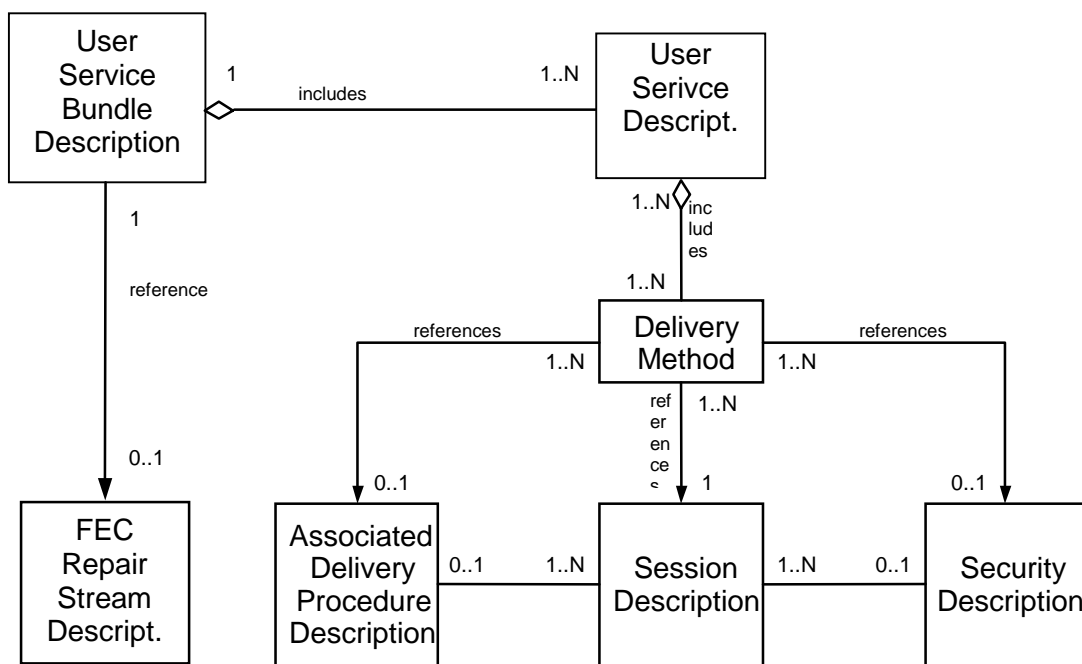 User
Service
Bundle
Description
1
includes
1..N
User
Serivce
Descript.
1..N
inc
lud
es
1..N
Delivery
Method
1
reference
0..1
references
1..N
references
1..N
ref
er
en
ce
s
1..N
0..1
1
0..1
FEC
Repair
Stream
Descript.
Associated
Delivery
Procedure
Description
0..1
1..N
Session
Description
1..N
0..1
Security
Description